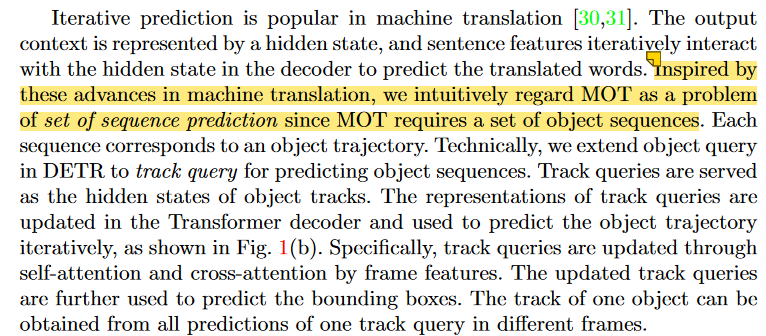 Iterative prediction is popular in machine translation [30,31]. The output
context is represented by a hidden state, and sentence features iteratively interact
with the hidden state in the decoder to predict the translated words. Inspired by
these advances in machine translation, we intuitively regard MOT as a problem
of set of sequence prediction since MOT requires a set of object sequences. Each
sequence corresponds to an object trajectory. Technically, we extend object query
in DETR to track query for predicting object sequences. Track queries are served
as the hidden states of object tracks. The representations of track queries are
updated in the Transformer decoder and used to predict the object trajectory
iteratively, as shown in Fig. 1(b). Specifically, track queries are updated through
self-attention and cross-attention by frame features. The updated track queries
are further used to predict the bounding boxes. The track of one object can be
obtained from all predictions of one track query in different frames.